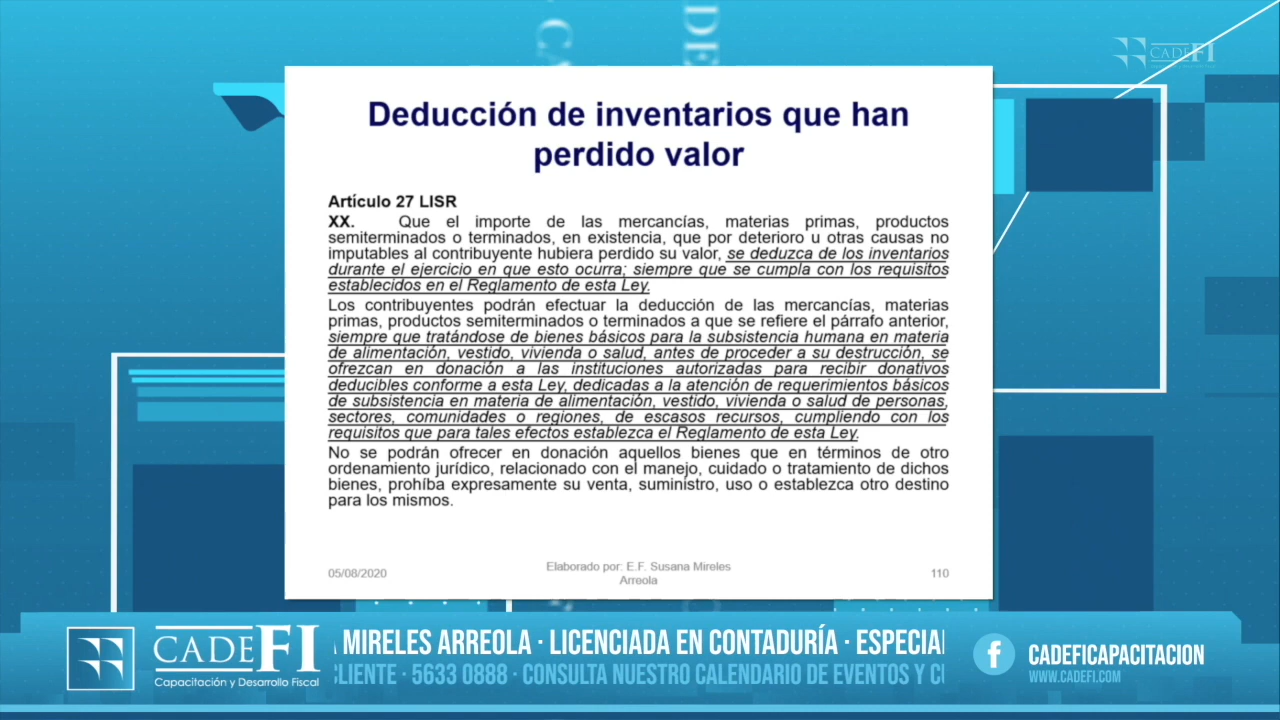 CADEFI
Deducción de inventarios que han
perdido valor
Artículo 27 LISR
XX. Que el importe de las mercancías, materias primas, productos
semiterminados o terminados, en existencia, que por deterioro u otras causas no
imputables al contribuyente hubiera perdido su valor, se deduzca de los inventarios
durante el ejercicio en que esto ocurra; siempre que se cumpla con los requisitos
establecidos en el Reglamento de esta Ley.
Los contribuyentes podrán efectuar la deducción de las mercancías, materias
primas, productos semiterminados o terminados a que se refiere el párrafo anterior,
siempre que tratándose de bienes básicos para la subsistencia humana en materia
de alimentación, vestido, vivienda o salud, antes de proceder a su destrucción, se
ofrezcan en donación a las instituciones autorizadas para recibir donativos
deducibles conforme a esta Ley, dedicadas a la atención de requerimientos básicos
de subsistencia en materia de alimentación, vestido, vivienda o salud de personas,
sectores, comunidades o regiones, de escasos recursos, cumpliendo con los
requisitos que para tales efectos establezca el Reglamento de esta Ley.
No se podrán ofrecer en donación aquellos bienes que en términos de otro
ordenamiento jurídico, relacionado con el manejo, cuidado o tratamiento de dichos
bienes, prohíba expresamente su venta, suministro, uso o establezca otro destino
para los mismos.
05/08/2020
Elaborado por: E.F. Susana Mireles
Arreola
110
CADEFI
Capacitación y Desarrollo Fiscal
MIRELES ARREOLA · LICENCIADA EN CONTADURÍA · ESPECIAL
CLIENTE · 5633 0888 · CONSULTA NUESTRO CALENDARIO DE EVENTOS Y
CADEFICAPACITACION
WWW.CADEFI.COM